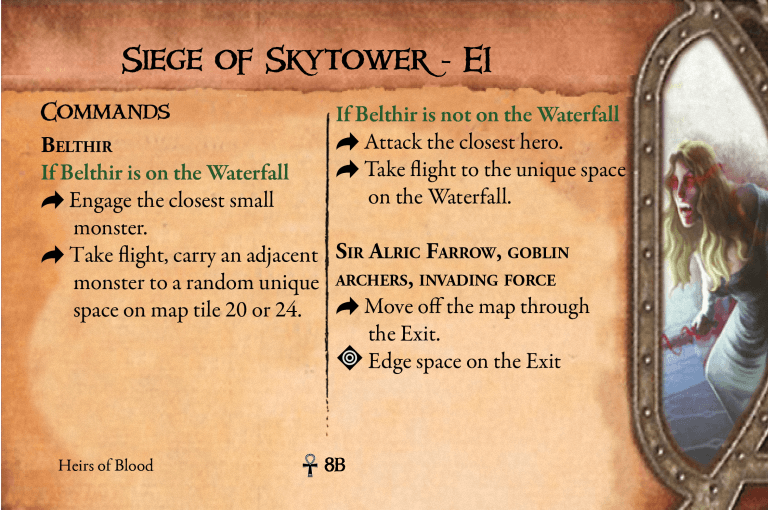 Siege of Skytower - E1
Commands
Belthir
If Belthir is on the Waterfall
Engage the closest small
monster.
Take flight, carry an adjacent
monster to a random unique
space on map tile 20 or 24.
If Belthir is not on the Waterfall
Attack the closest hero.
Take flight to the unique space
on the Waterfall.
Sir Alric Farrow, goblin
archers, invading force
Move off the map through
the Exit.
Edge space on the Exit
Heirs of Blood
8B